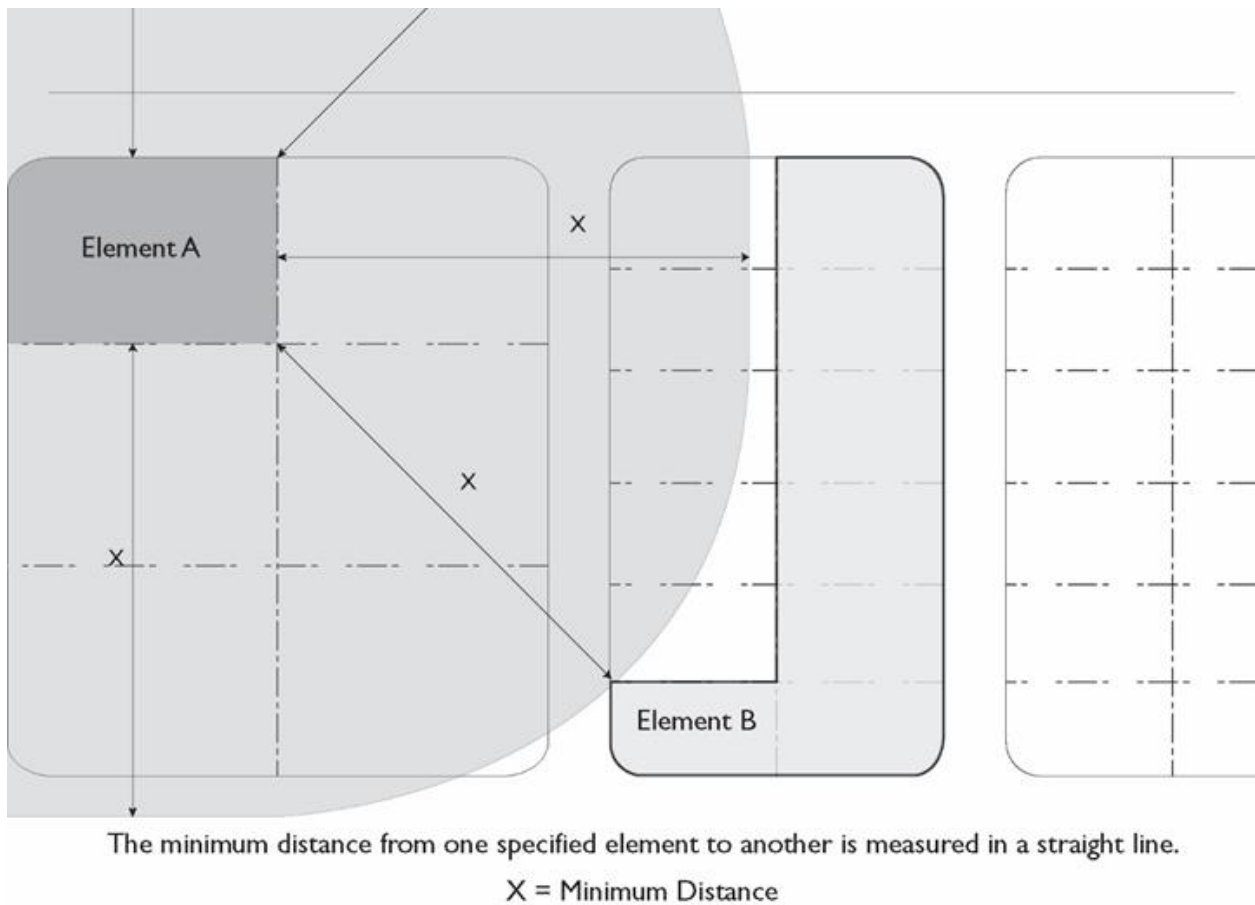 X
Element A
X
X
Element B
The minimum distance from one specified element to another is measured in a straight line.
X = Minimum Distance